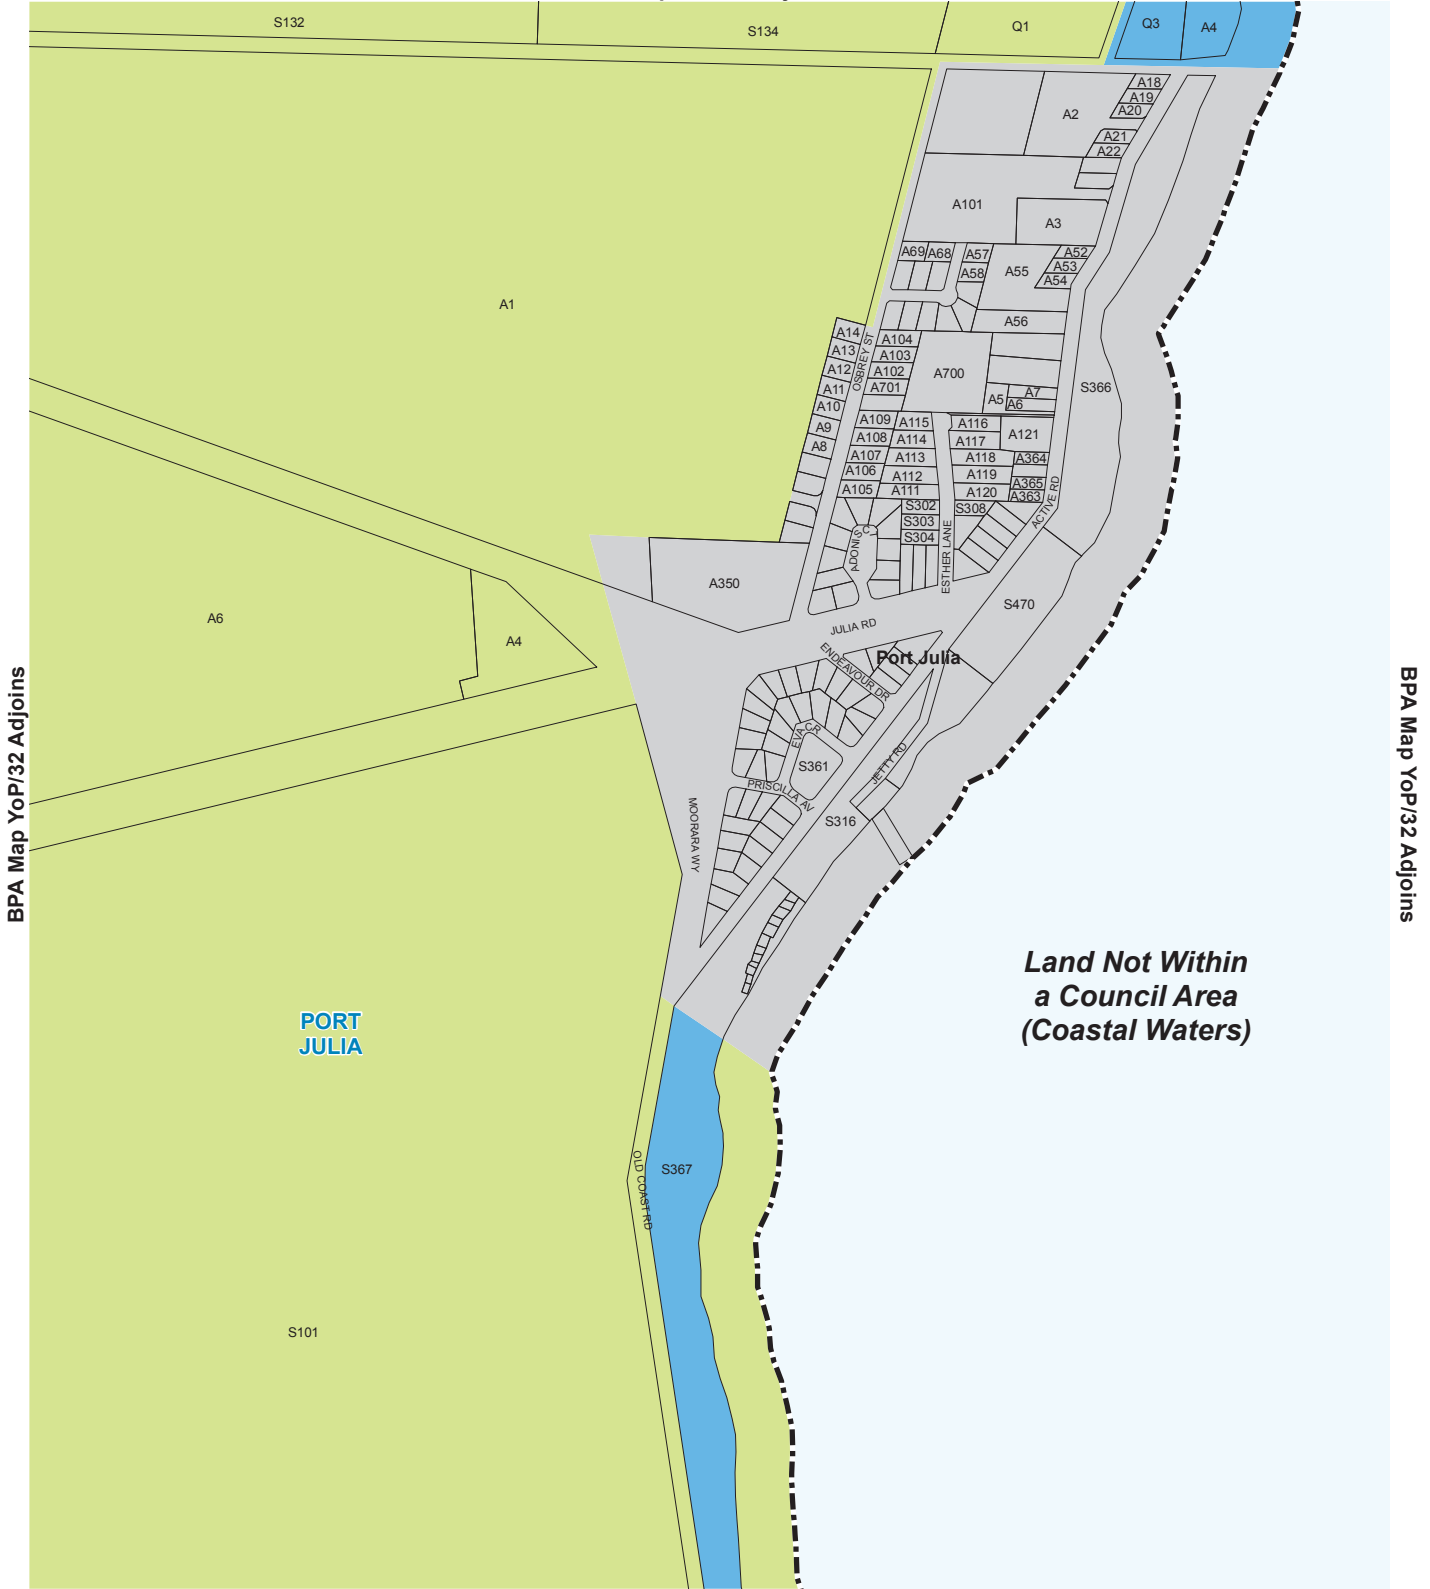 S132
S134
Q1
Q3
A4
A18
A19
A20
A2
A21
A22
A101
A3
A69
A68
A57
A58
A55
A52
A53
A54
A1
A56
A14
A13
A12
A11
A10
A9
A8
OSBREY ST
A104
A103
A102
A701
A700
A5
A7
A6
S366
A109
A108
A107
A106
A105
A115
A114
A113
A112
A111
A116
A117
A118
A119
A120
A121
A364
A365
A363
S302
S303
S304
S308
ACTIVE RD
ADONIS CT
ESTHER LANE
A350
S470
A6
A4
JULIA RD
ENDEAVOUR DR
Port Julia
EVA CR
S361
JETTY RD
PRISCILLA AV
MOORARA WY
S316
BPA Map YoP/32 Adjoins
BPA Map YoP/32 Adjoins
Land Not Within
a Council Area
(Coastal Waters)
PORT
JULIA
OLD COAST RD
S367
S101